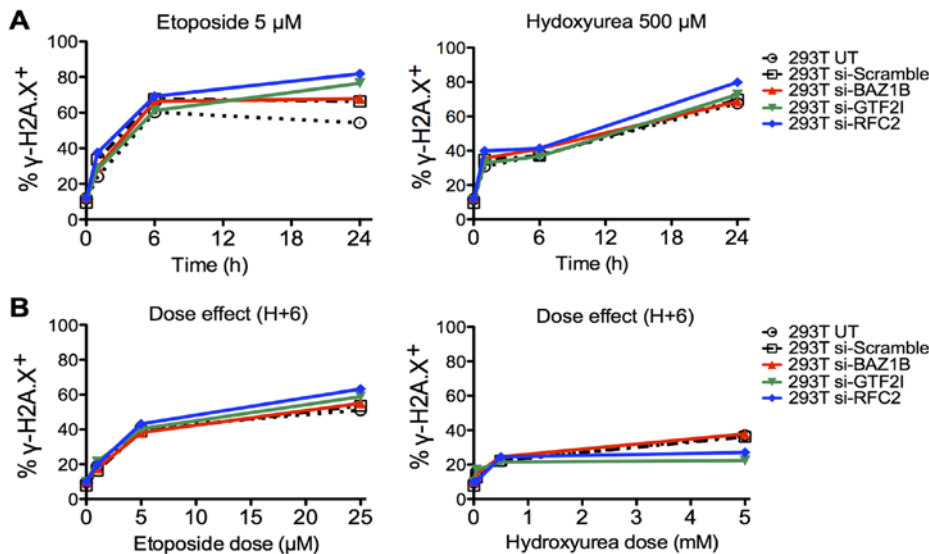 A
Etoposide 5 µM
Hydoxyurea 500 µM
% γ-H2A.X+
100
80
60
40
20
0
0 6 12 18 24
Time (h)
% γ-H2A.X+
100
80
60
40
20
0
0 6 12 18 24
Time (h)
293T UT
293T si-Scramble
293T si-BAZ1B
293T si-GTF2I
293T si-RFC2
B
Dose effect (H+6)
Dose effect (H+6)
% γ-H2A.X+
100
80
60
40
20
0
0 5 10 15 20 25
Etoposide dose (µM)
% γ-H2A.X+
100
80
60
40
20
0
0 1 2 3 4 5
Hydroxyurea dose (mM)
293T UT
293T si-Scramble
293T si-BAZ1B
293T si-GTF2I
293T si-RFC2